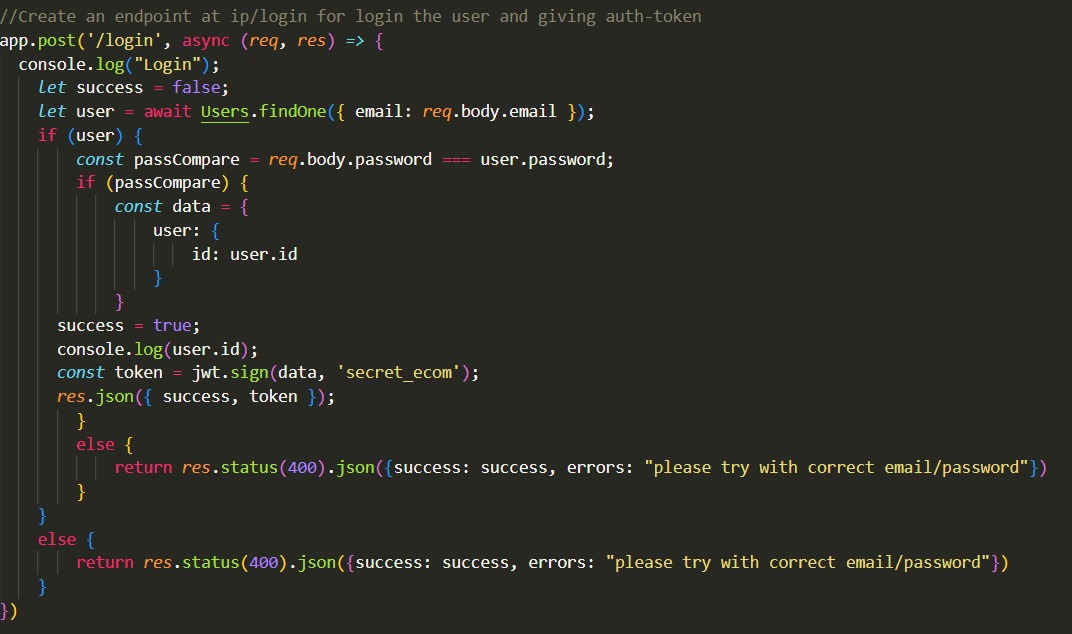 //Create an endpoint at ip/login for login the user and giving auth-token
app.post('/login', async (req, res) => {
  console.log("Login");
    let success = false;
    let user = await Users.findOne({ email: req.body.email });
    if (user) {
        const passCompare = req.body.password === user.password;
        if (passCompare) {
            const data = {
                user: {
                    id: user.id
                }
            }
      success = true;
      console.log(user.id);
      const token = jwt.sign(data, 'secret_ecom');
      res.json({ success, token });
        }
        else {
            return res.status(400).json({success: success, errors: "please try with correct email/password"})
        }
    }
    else {
        return res.status(400).json({success: success, errors: "please try with correct email/password"})
    }
})